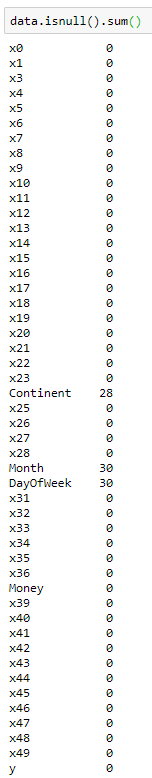 data.isnull().sum()
x0 0
x1 0
x3 0
x4 0
x5 0
x6 0
x7 0
x8 0
x9 0
x10 0
x11 0
x12 0
x13 0
x14 0
x15 0
x16 0
x17 0
x18 0
x19 0
x20 0
x21 0
x22 0
x23 0
Continent 28
x25 0
x26 0
x27 0
x28 0
Month 30
DayOfWeek 30
x31 0
x32 0
x33 0
x34 0
x35 0
x36 0
Money 0
x39 0
x40 0
x41 0
x42 0
x43 0
x44 0
x45 0
x46 0
x47 0
x48 0
x49 0
y 0